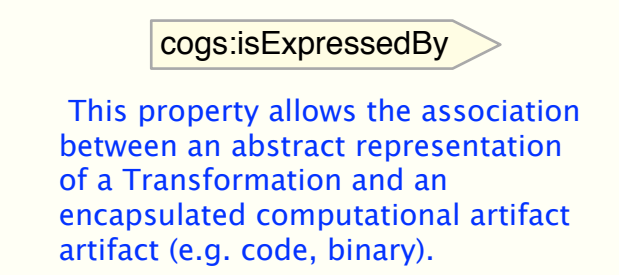 cogs:isExpressedBy
This property allows the association
between an abstract representation
of a Transformation and an
encapsulated computational artifact
artifact (e.g. code, binary).